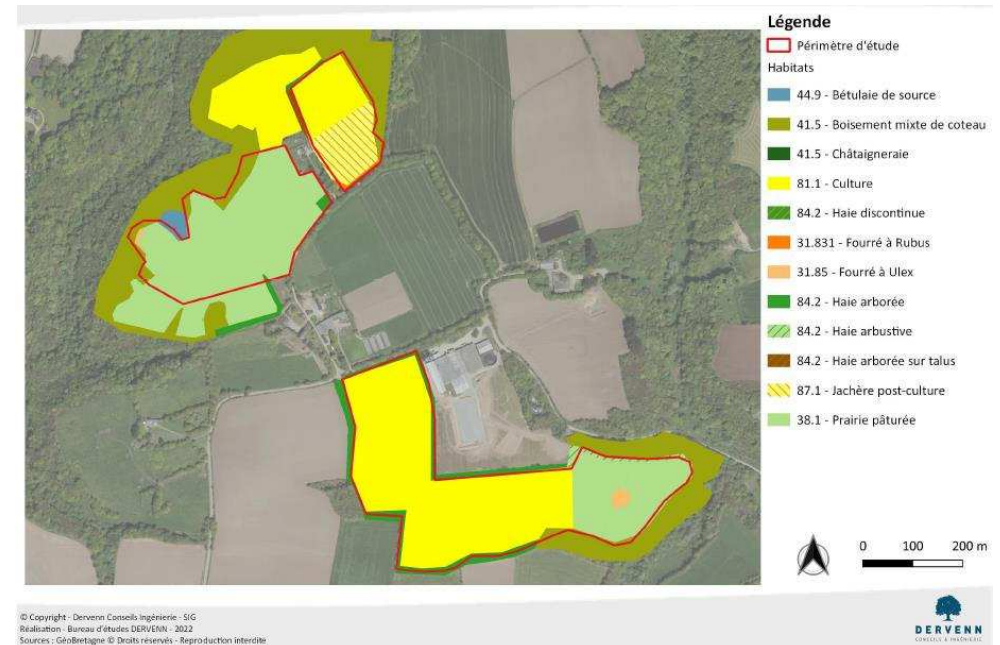 Légende
Périmètre d'étude
Habitats
44.9 - Bétulaie de source
41.5 - Boisement mixte de coteau
41.5 - Châtaigneraie
81.1 - Culture
84.2 - Haie discontinue
31.831 - Fourré à Rubus
31.85 - Fourré à Ulex
84.2 - Haie arborée
84.2 - Haie arbustive
84.2 - Haie arborée sur talus
87.1 - Jachère post-culture
38.1 - Prairie pâturée
0 100 200 m
© Copyright - Dervenn Conseils Ingénierie - SIG
Réalisation - Bureau d'études DERVENN - 2022
Sources : GéoBretagne © Droits réservés - Reproduction interdite
DERVENN
CONSEILS & INGÉNIERIE